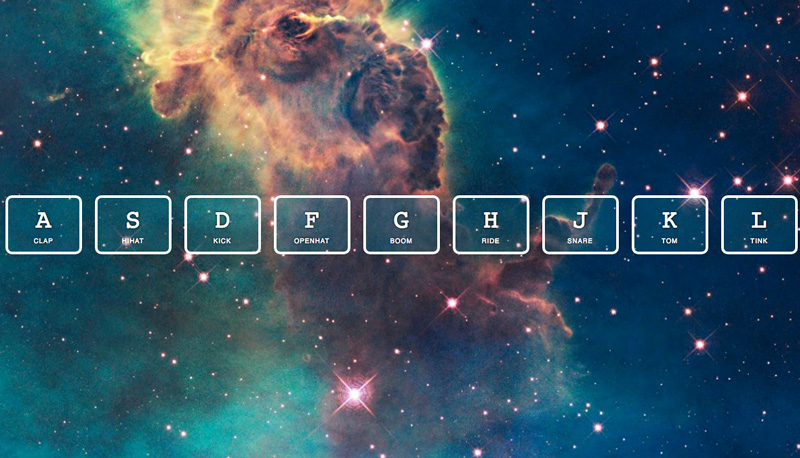 A S D F G H J K L
CLAP HIHAT KICK OPENHAT BOOM RIDE SNARE TOM TINK